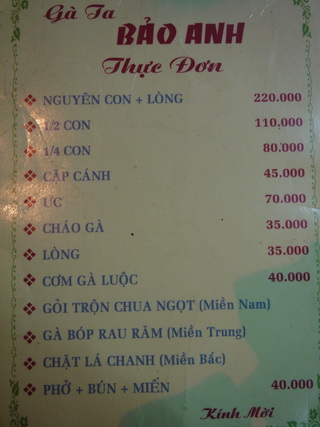 Gà Ta
BẢO ANH
Thực Đơn
NGUYÊN CON + LÒNG 220.000
1/2 CON 110,000
1/4 CON 80.000
CẶP CÁNH 45.000
ỨC 70.000
CHÁO GÀ 35.000
LÒNG 35.000
CƠM GÀ LUỘC 40.000
GỎI TRỘN CHUA NGỌT (Miền Nam)
GÀ BÓP RAU RĂM (Miền Trung)
CHẶT LÁ CHANH (Miền Bắc)
PHỞ + BÚN + MIẾN 40.000
Kính Mời